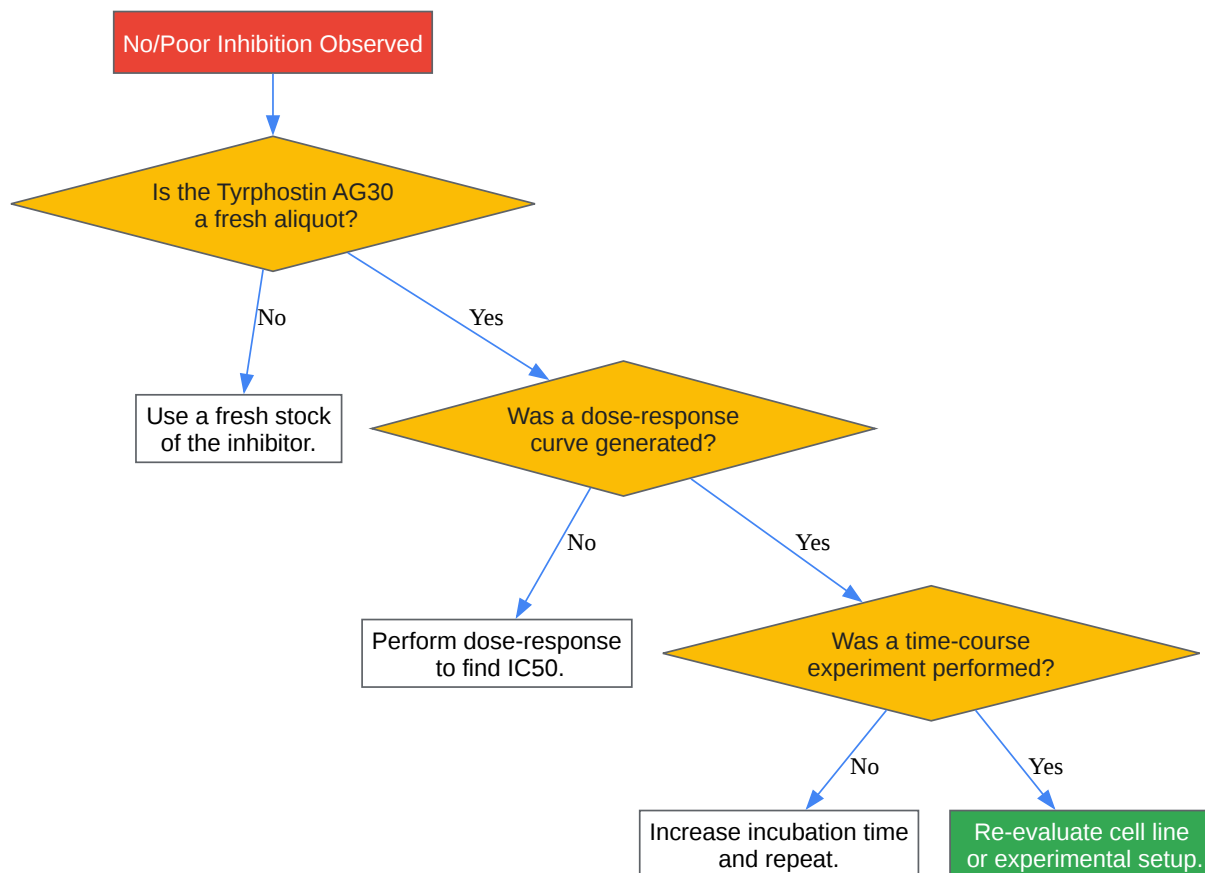 No/Poor Inhibition Observed
Is the Tyrphostin AG30
a fresh aliquot?
No
Yes
Use a fresh stock
of the inhibitor.
Was a dose-response
curve generated?
No
Yes
Perform dose-response
to find IC50.
Was a time-course
experiment performed?
No
Yes
Increase incubation time
and repeat.
Re-evaluate cell line
or experimental setup.